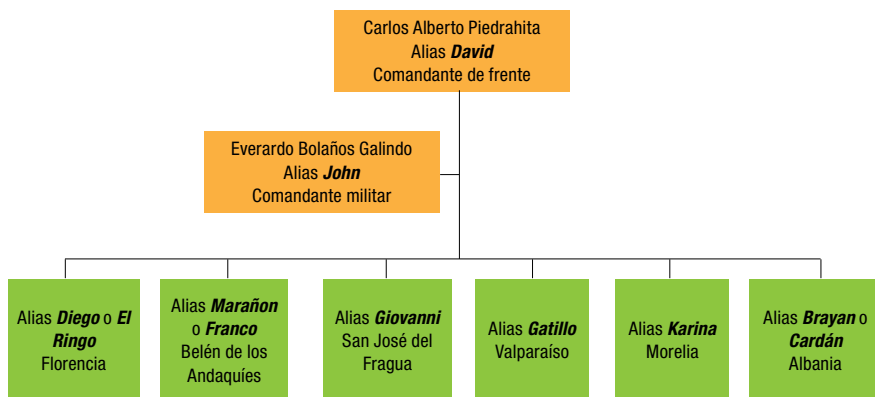 Carlos Alberto Piedrahita
Alias David
Comandante de frente
Everardo Bolaños Galindo
Alias John
Comandante militar
Alias Diego o El
Ringo
Florencia
Alias Marañon
o Franco
Belén de los
Andaquíes
Alias Giovanni
San José del
Fragua
Alias Gatillo
Valparaíso
Alias Karina
Morelia
Alias Brayan o
Cardán
Albania